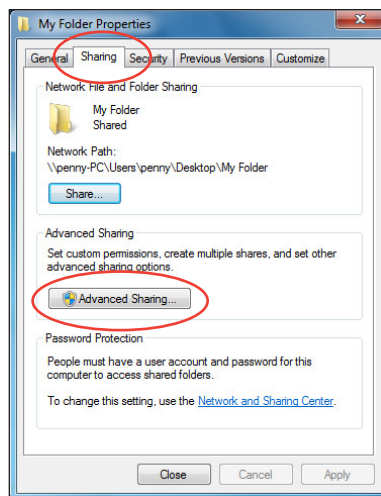 My Folder Properties
General Sharing Security Previous Versions Customize
Network File and Folder Sharing
My Folder
Shared
Network Path:
\\penny-PC\Users\penny\Desktop\My Folder
Share...
Advanced Sharing
Set custom permissions, create multiple shares, and set other
advanced sharing options.
Advanced Sharing...
Password Protection
People must have a user account and password for this
computer to access shared folders.
To change this setting, use the Network and Sharing Center.
Close Cancel Apply